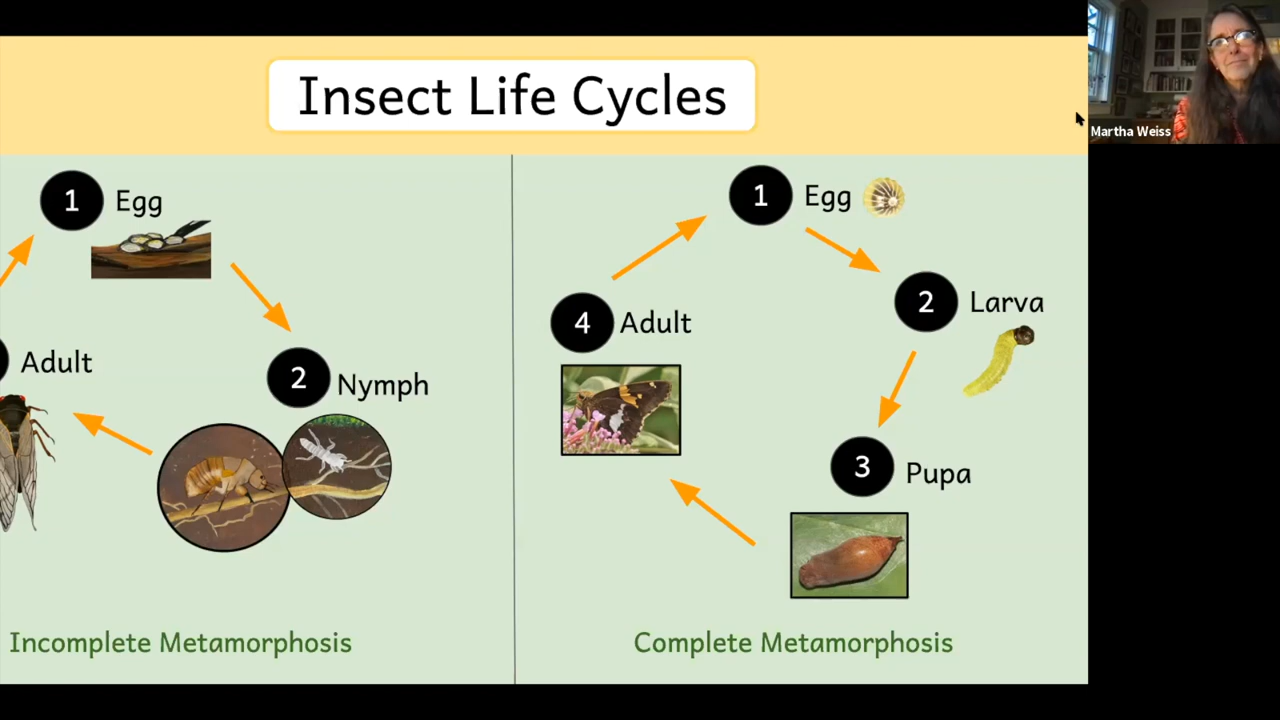 Insect Life Cycles
1 Egg
2 Nymph
Adult
Incomplete Metamorphosis
1 Egg
2 Larva
3 Pupa
4 Adult
Complete Metamorphosis
Martha Weiss